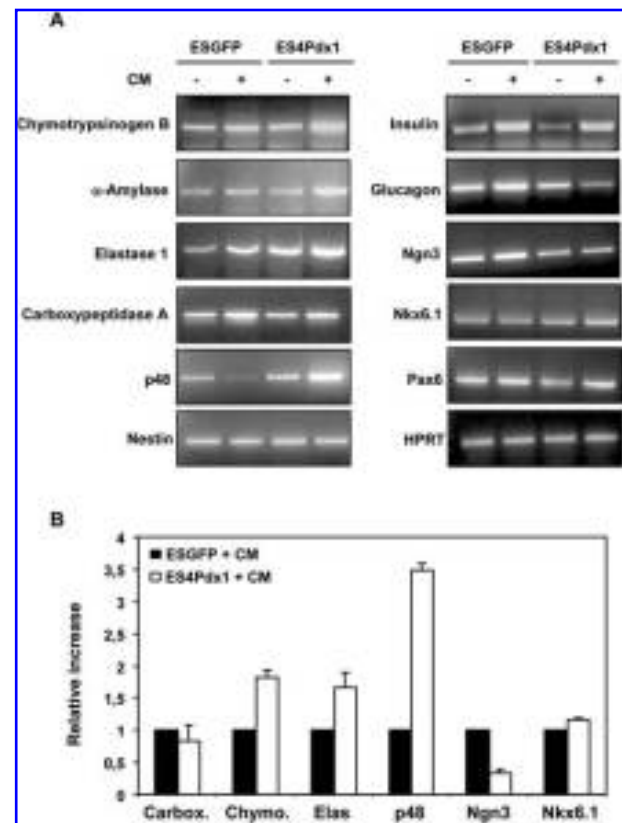 A
ESGFP ES4Pdx1 ESGFP ES4Pdx1
CM - + - + - + - +
Chymotrypsinogen B Insulin
α-Amylase Glucagon
Elastase 1 Ngn3
Carboxypeptidase A Nkx6.1
p48 Pax6
Nestin HPRT
B
4
3,5
3
2,5
2
1,5
1
0,5
0
Relative increase
ESGFP + CM
ES4Pdx1 + CM
Carbox. Chymo. Elas p48 Ngn3 Nkx6.1